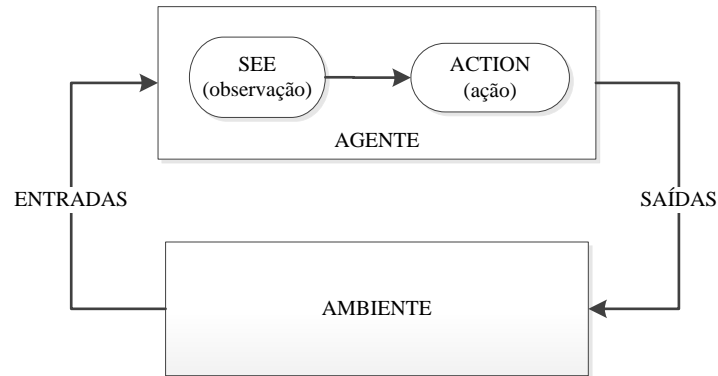 SEE
(observação)
ACTION
(ação)
AGENTE
ENTRADAS
SAÍDAS
AMBIENTE